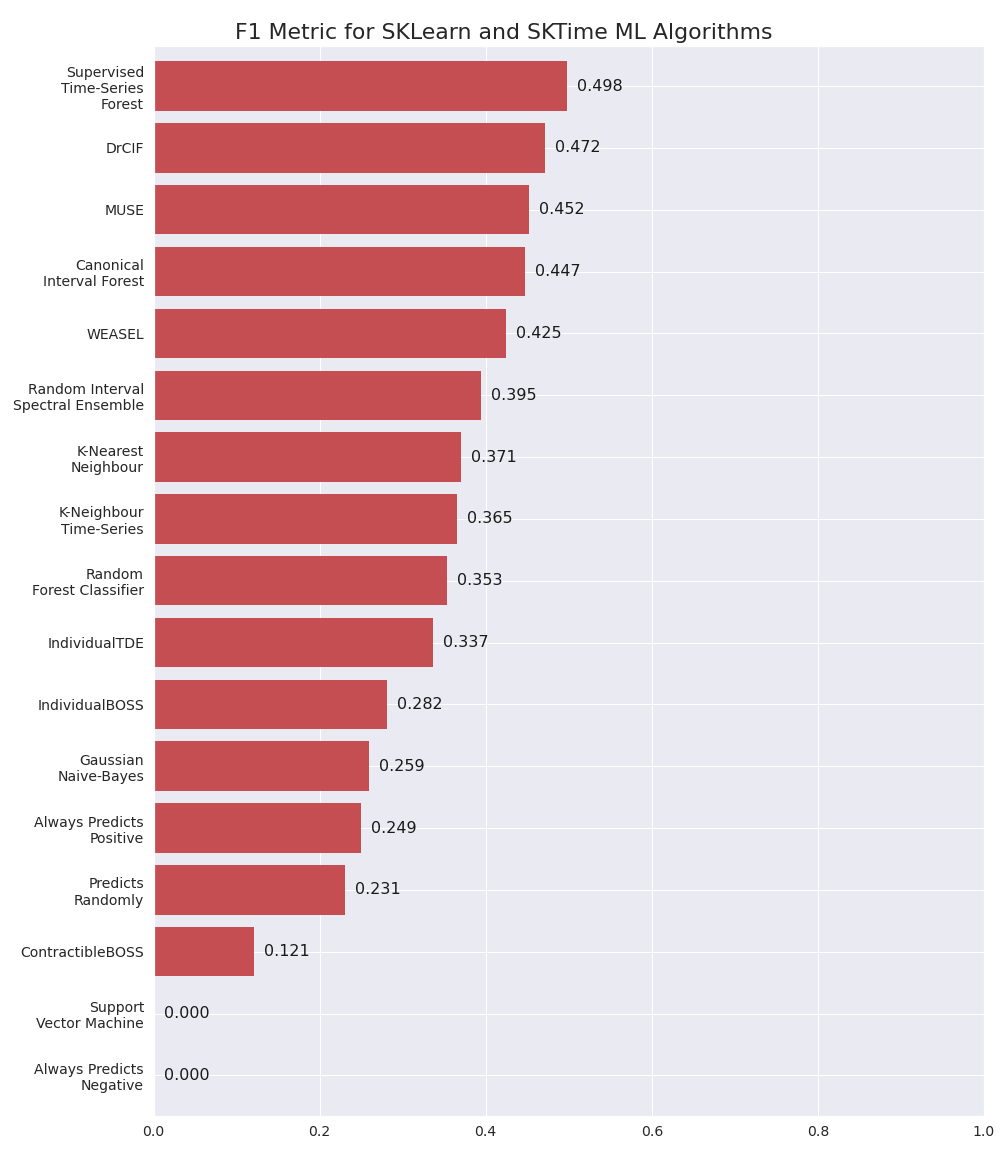 F1 Metric for SKLearn and SKTime ML Algorithms
Supervised
Time-Series
Forest
0.498
DrCIF
0.472
MUSE
0.452
Canonical
Interval Forest
0.447
WEASEL
0.425
Random Interval
Spectral Ensemble
0.395
K-Nearest
Neighbour
0.371
K-Neighbour
Time-Series
0.365
Random
Forest Classifier
0.353
IndividualTDE
0.337
IndividualBOSS
0.282
Gaussian
Naive-Bayes
0.259
Always Predicts
Positive
0.249
Predicts
Randomly
0.231
ContractibleBOSS
0.121
Support
Vector Machine
0.000
Always Predicts
Negative
0.000
0.0 0.2 0.4 0.6 0.8 1.0